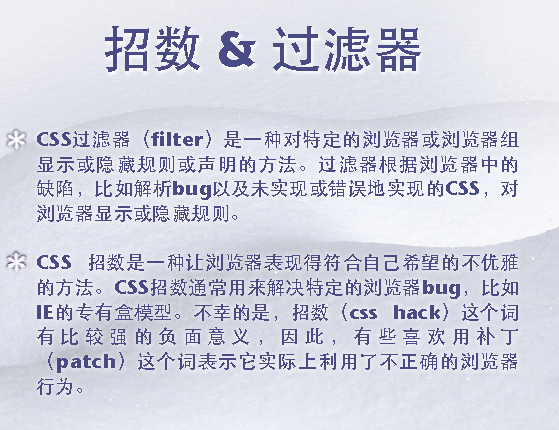 招数 & 过滤器
CSS过滤器（filter）是一种对特定的浏览器或浏览器组
显示或隐藏规则或声明的方法。过滤器根据浏览器中的
缺陷，比如解析bug以及未实现或错误地实现的CSS，对
浏览器显示或隐藏规则。
CSS 招数是一种让浏览器表现得符合自己希望的不优雅
的方法。CSS招数通常用来解决特定的浏览器bug，比如
IE的专有盒模型。不幸的是，招数（css hack）这个词
有比较强的负面意义，因此，有些喜欢用补丁
（patch）这个词表示它实际上利用了不正确的浏览器
行为。